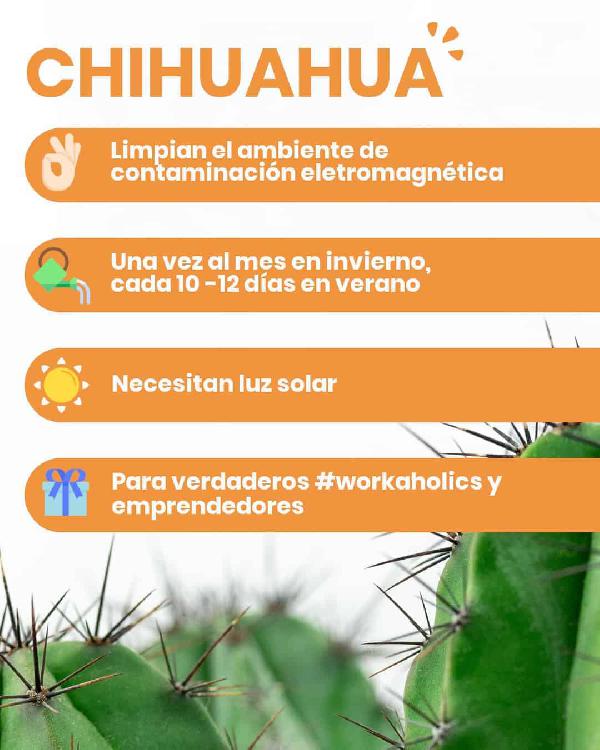 CHIHUAHUA
Limpian el ambiente de
contaminación eletromagnética
Una vez al mes en invierno,
cada 10 -12 días en verano
Necesitan luz solar
Para verdaderos #workaholics y
emprendedores